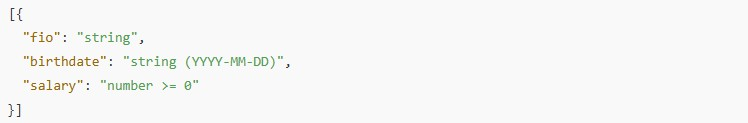 [{
  "fio": "string",
  "birthdate": "string (YYYY-MM-DD)",
  "salary": "number >= 0"
}]